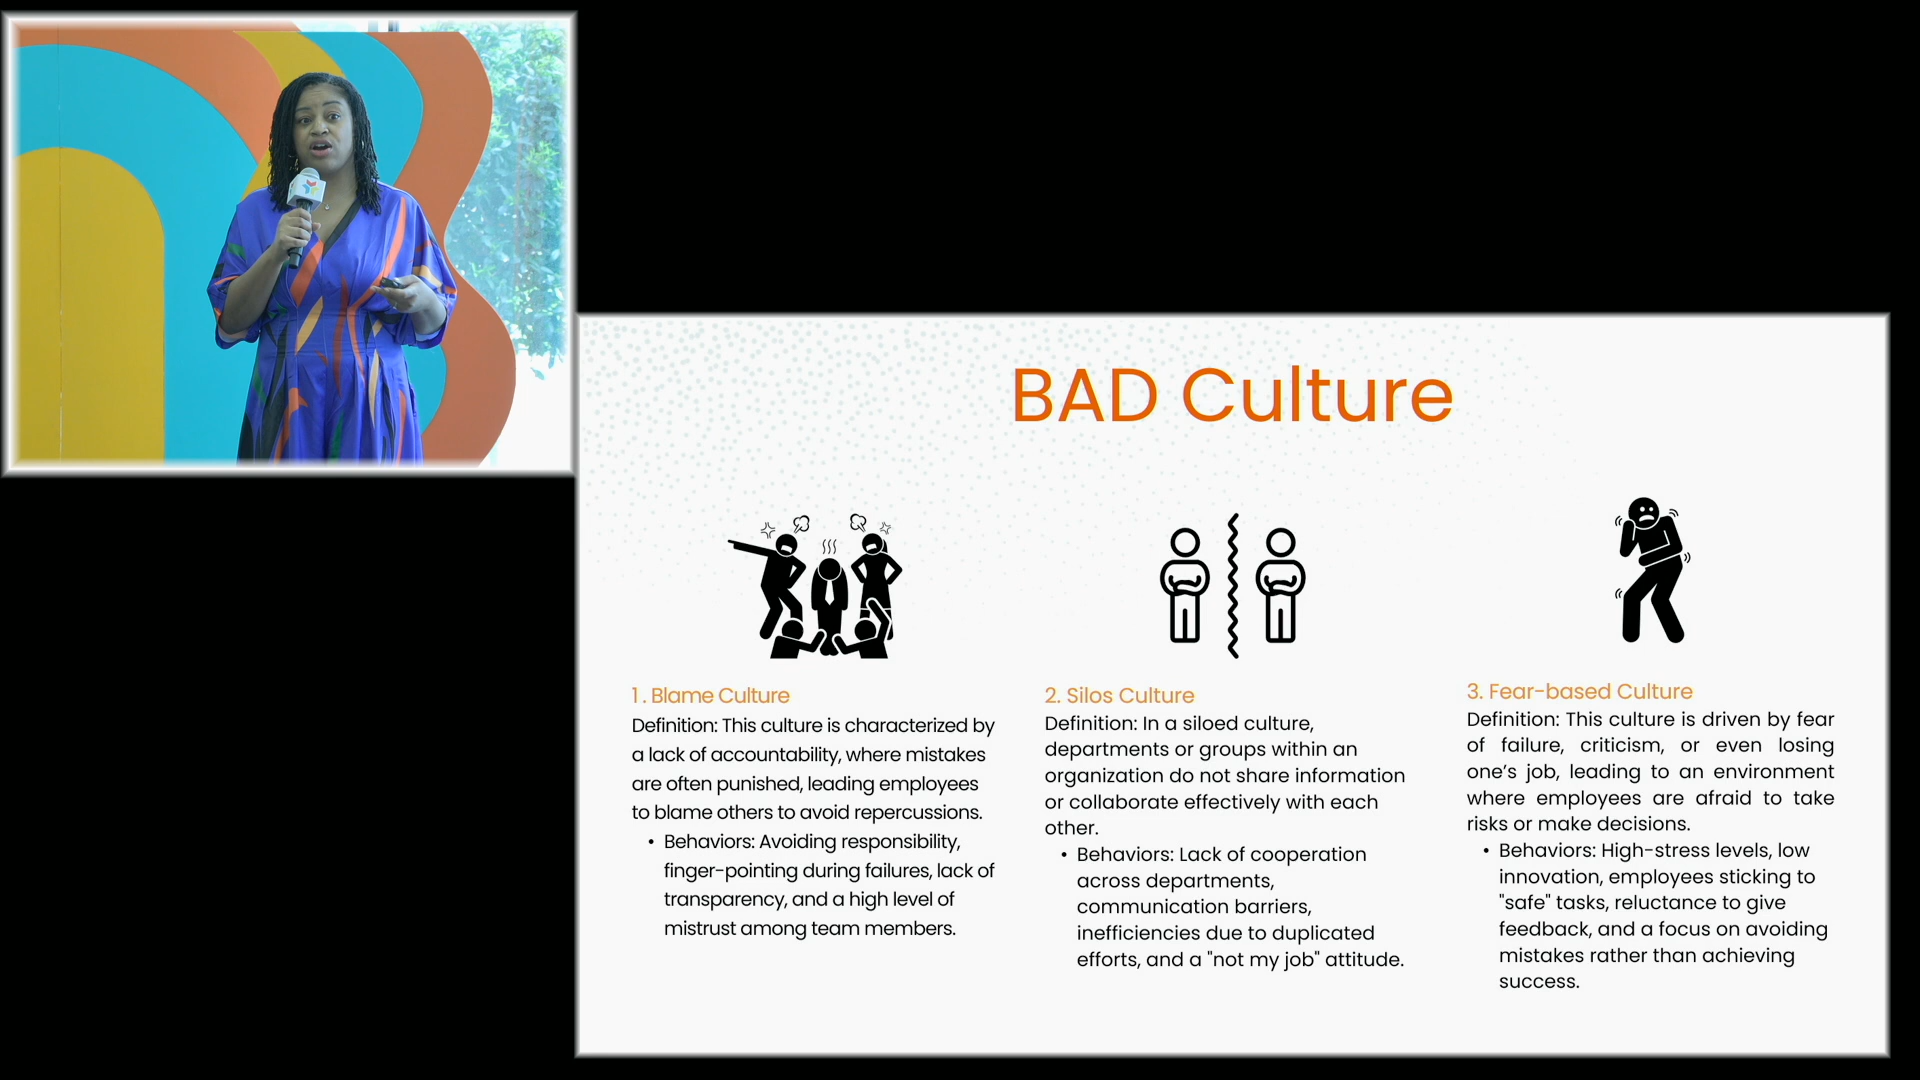 BAD Culture
1. Blame Culture
Definition: This culture is characterized by
a lack of accountability, where mistakes
are often punished, leading employees
to blame others to avoid repercussions.
• Behaviors: Avoiding responsibility,
finger-pointing during failures, lack of
transparency, and a high level of
mistrust among team members.
2. Silos Culture
Definition: In a siloed culture,
departments or groups within an
organization do not share information
or collaborate effectively with each
other.
• Behaviors: Lack of cooperation
across departments,
communication barriers,
inefficiencies due to duplicated
efforts, and a "not my job" attitude.
3. Fear-based Culture
Definition: This culture is driven by fear
of failure, criticism, or even losing
one’s job, leading to an environment
where employees are afraid to take
risks or make decisions.
• Behaviors: High-stress levels, low
innovation, employees sticking to
"safe" tasks, reluctance to give
feedback, and a focus on avoiding
mistakes rather than achieving
success.